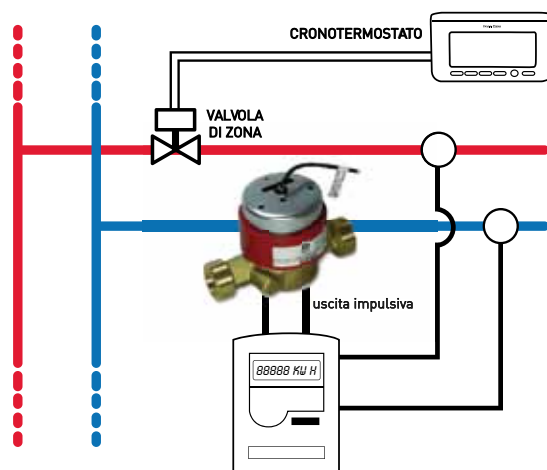 CRONOTERMOSTATO
VALVOLA
DI ZONA
uscita impulsiva
88888 KW H